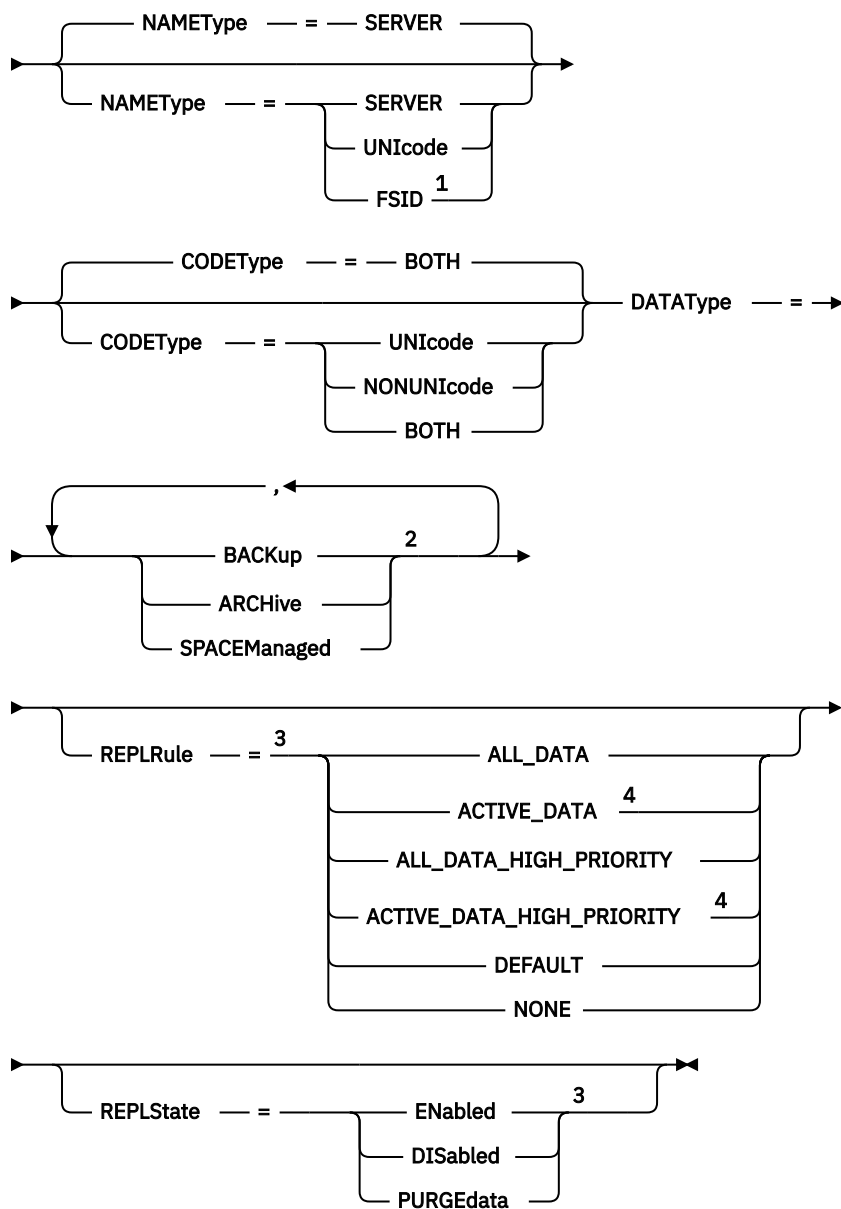 NAMEType = SERVER
NAMEType = SERVER
UNIcode
FSID 1
CODEType = BOTH
DATAType =
CODEType = UNIcode
NONUNIcode
BOTH
,
BACKup 2
ARCHive
SPACEManaged
REPLRule = 3 ALL_DATA
ACTIVE_DATA 4
ALL_DATA_HIGH_PRIORITY
ACTIVE_DATA_HIGH_PRIORITY 4
DEFAULT
NONE
REPLState = ENabled 3
DISabled
PURGEdata